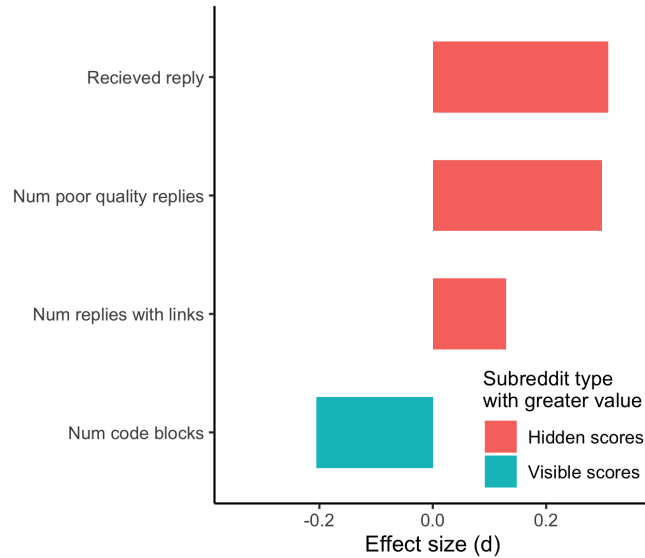 Recieved reply
Num poor quality replies
Num replies with links
Num code blocks
Subreddit type
with greater value
Hidden scores
Visible scores
-0.2
0.0
0.2
Effect size (d)